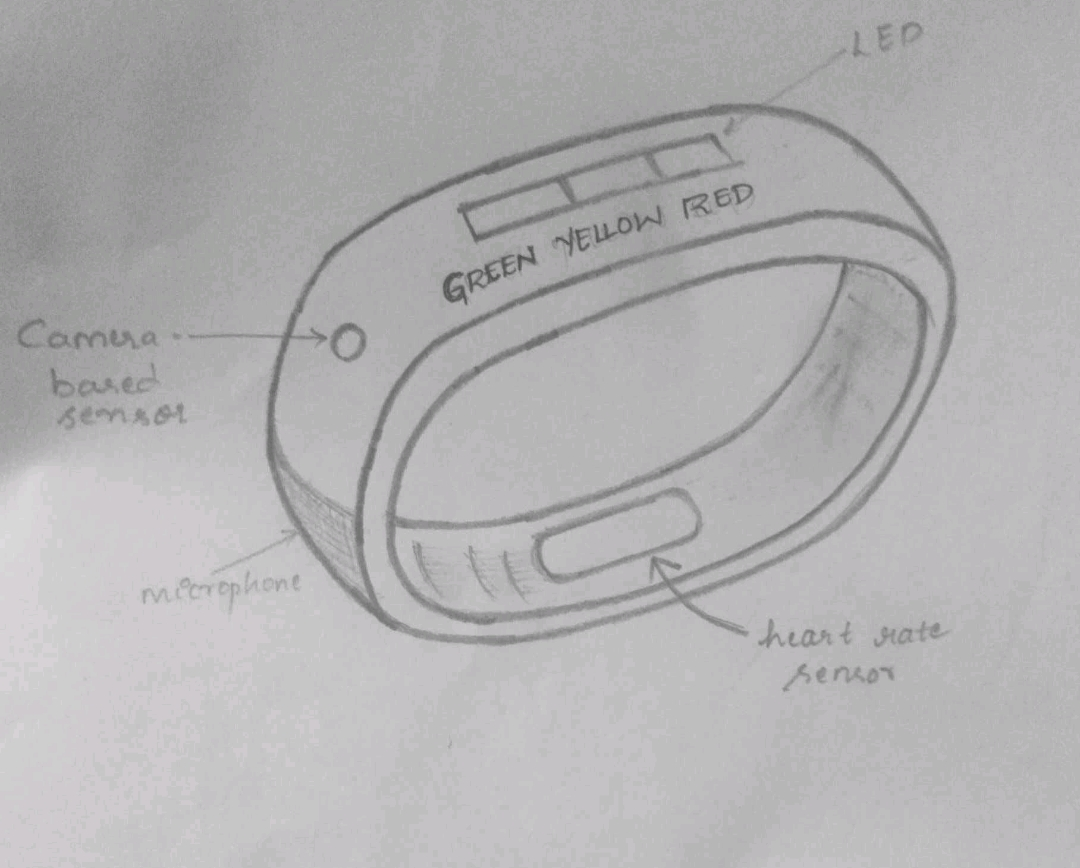 LED
GREEN YELLOW RED
Camera
based
sensor
microphone
heart rate
sensor